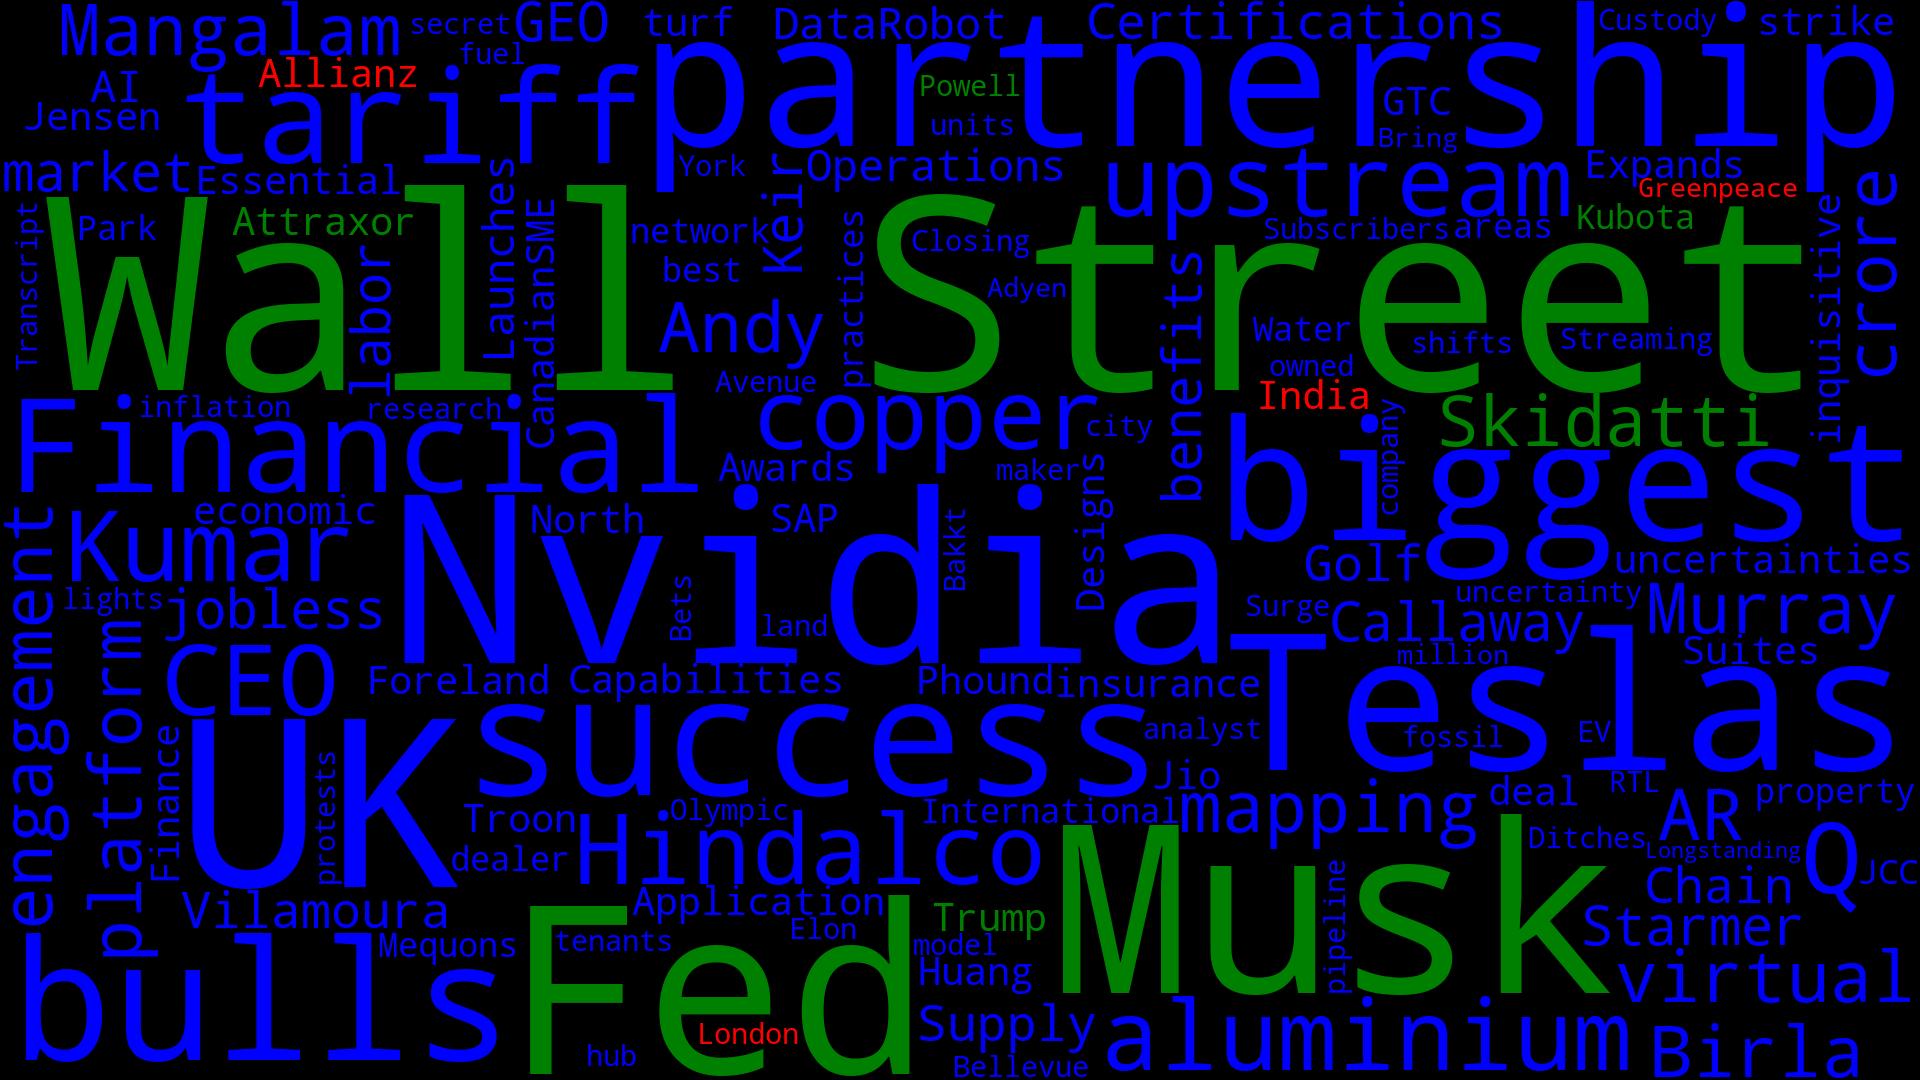 Mangalam
secret
GEO
turf
DataRobot
Certifications
Custody
strike
fuel
partnership
AI
Allianz
tariff
Powell
GTC
Jensen
units
Bring
market
Essential
York
Keir
Operations
upstream
Expands
Greenpeace
crore
Transcript
Park
Attraxor
Launches
CanadianSME
network
practices
Closing
Subscribers
areas
Kubota
inquisitive
Wall Street
labor
best
Adyen
benefits
Andy
Water
shifts
Streaming
owned
Avenue
India
Financial
inflation
research
copper
city
company
Skidatti
biggest
Awards
maker
Designs
economic
North
SAP
Bakkt
engagement
Kumar
Nvidia
Golf
uncertainties
lights
jobless
Bets
land
Surge
Callaway
uncertainty
Murray
platform
CEO
Foreland
Capabilities
Phound
insurance
million
Suites
Teslas
UK
success
analyst
fossil
EV
Finance
protests
Jio
RTL
Troon
Olympic
International
mapping
deal
AR
property
dealer
Hindalco
Ditches
Longstanding
Q
JCC
Vilamoura
Application
Trump
Musk
pipeline
Chain
Starmer
bulls
Mequons
tenants
Elon
model
Fed
Huang
virtual
London
hub
Supply
Bellevue
aluminium
Birla